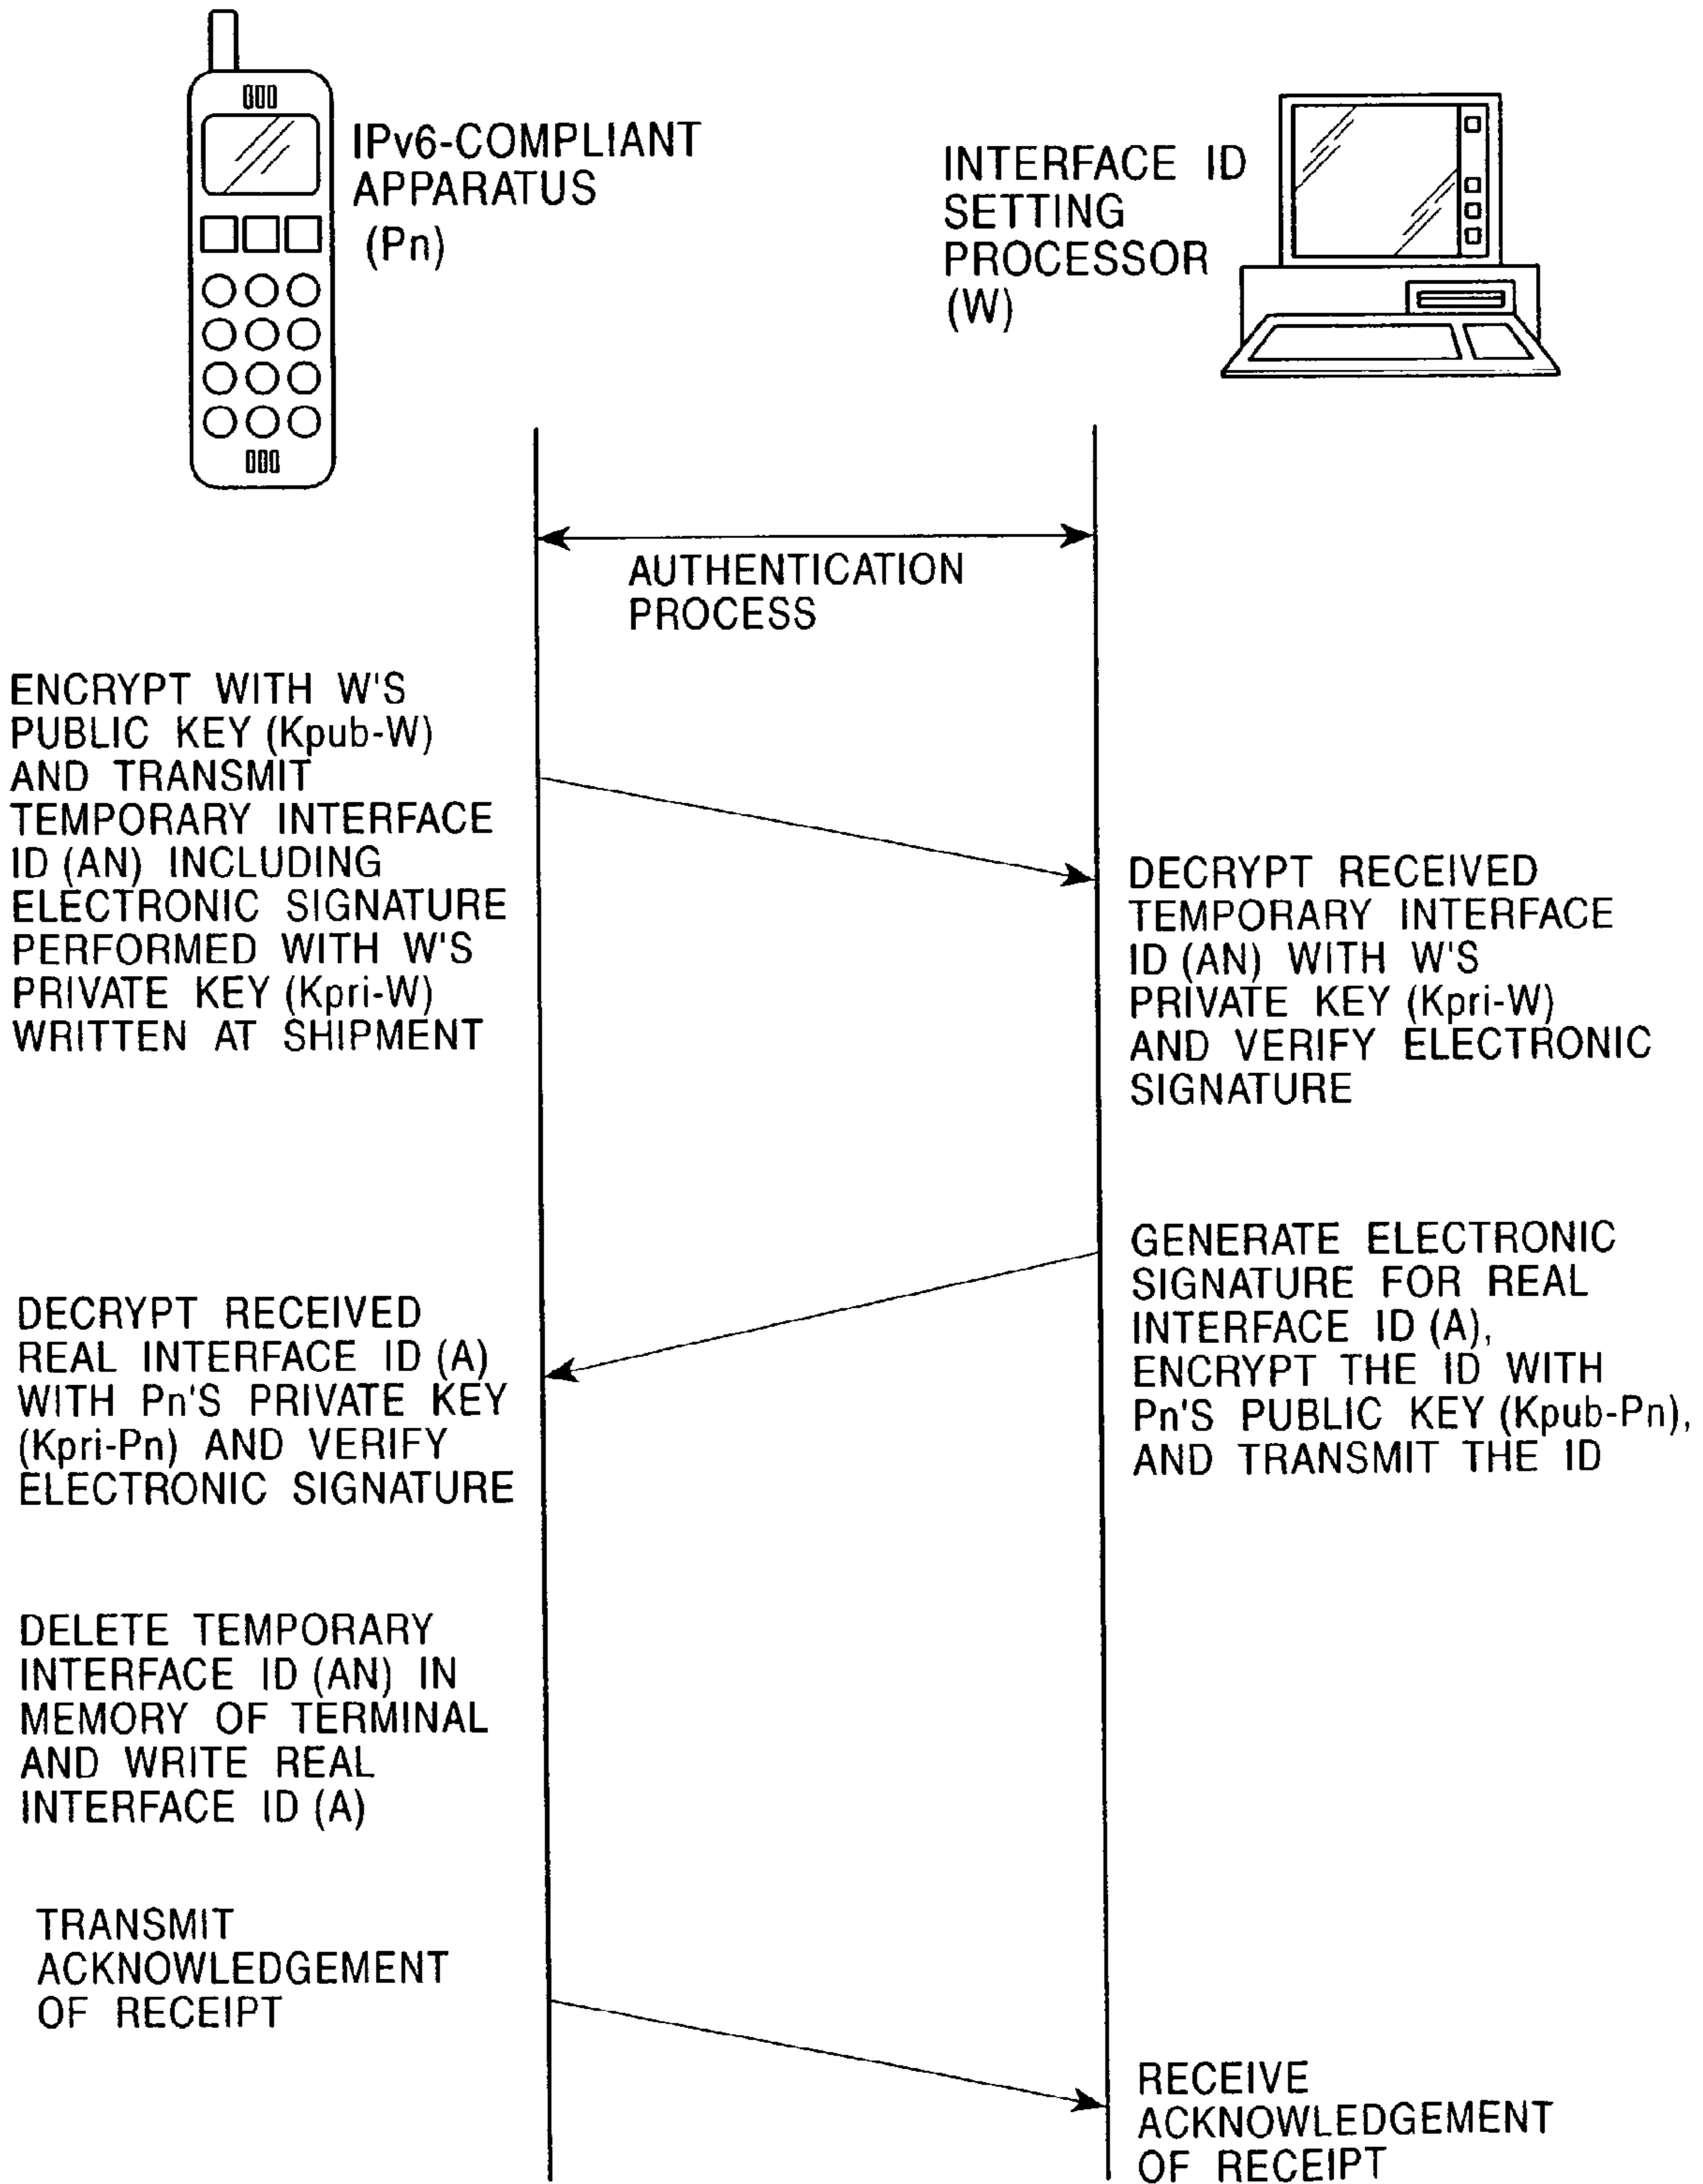 IPv6-COMPLIANT
APPARATUS
(Pn)
INTERFACE ID
SETTING
PROCESSOR
(W)
AUTHENTICATION
PROCESS
ENCRYPT WITH W'S
PUBLIC KEY (Kpub-W)
AND TRANSMIT
TEMPORARY INTERFACE
ID (AN) INCLUDING
ELECTRONIC SIGNATURE
PERFORMED WITH W'S
PRIVATE KEY (Kpri-W)
WRITTEN AT SHIPMENT
DECRYPT RECEIVED
TEMPORARY INTERFACE
ID (AN) WITH W'S
PRIVATE KEY (Kpri-W)
AND VERIFY ELECTRONIC
SIGNATURE
GENERATE ELECTRONIC
SIGNATURE FOR REAL
INTERFACE ID (A),
ENCRYPT THE ID WITH
Pn'S PUBLIC KEY (Kpub-Pn),
AND TRANSMIT THE ID
DECRYPT RECEIVED
REAL INTERFACE ID (A)
WITH Pn'S PRIVATE KEY
(Kpri-Pn) AND VERIFY
ELECTRONIC SIGNATURE
DELETE TEMPORARY
INTERFACE ID (AN) IN
MEMORY OF TERMINAL
AND WRITE REAL
INTERFACE ID (A)
TRANSMIT
ACKNOWLEDGEMENT
OF RECEIPT
RECEIVE
ACKNOWLEDGEMENT
OF RECEIPT